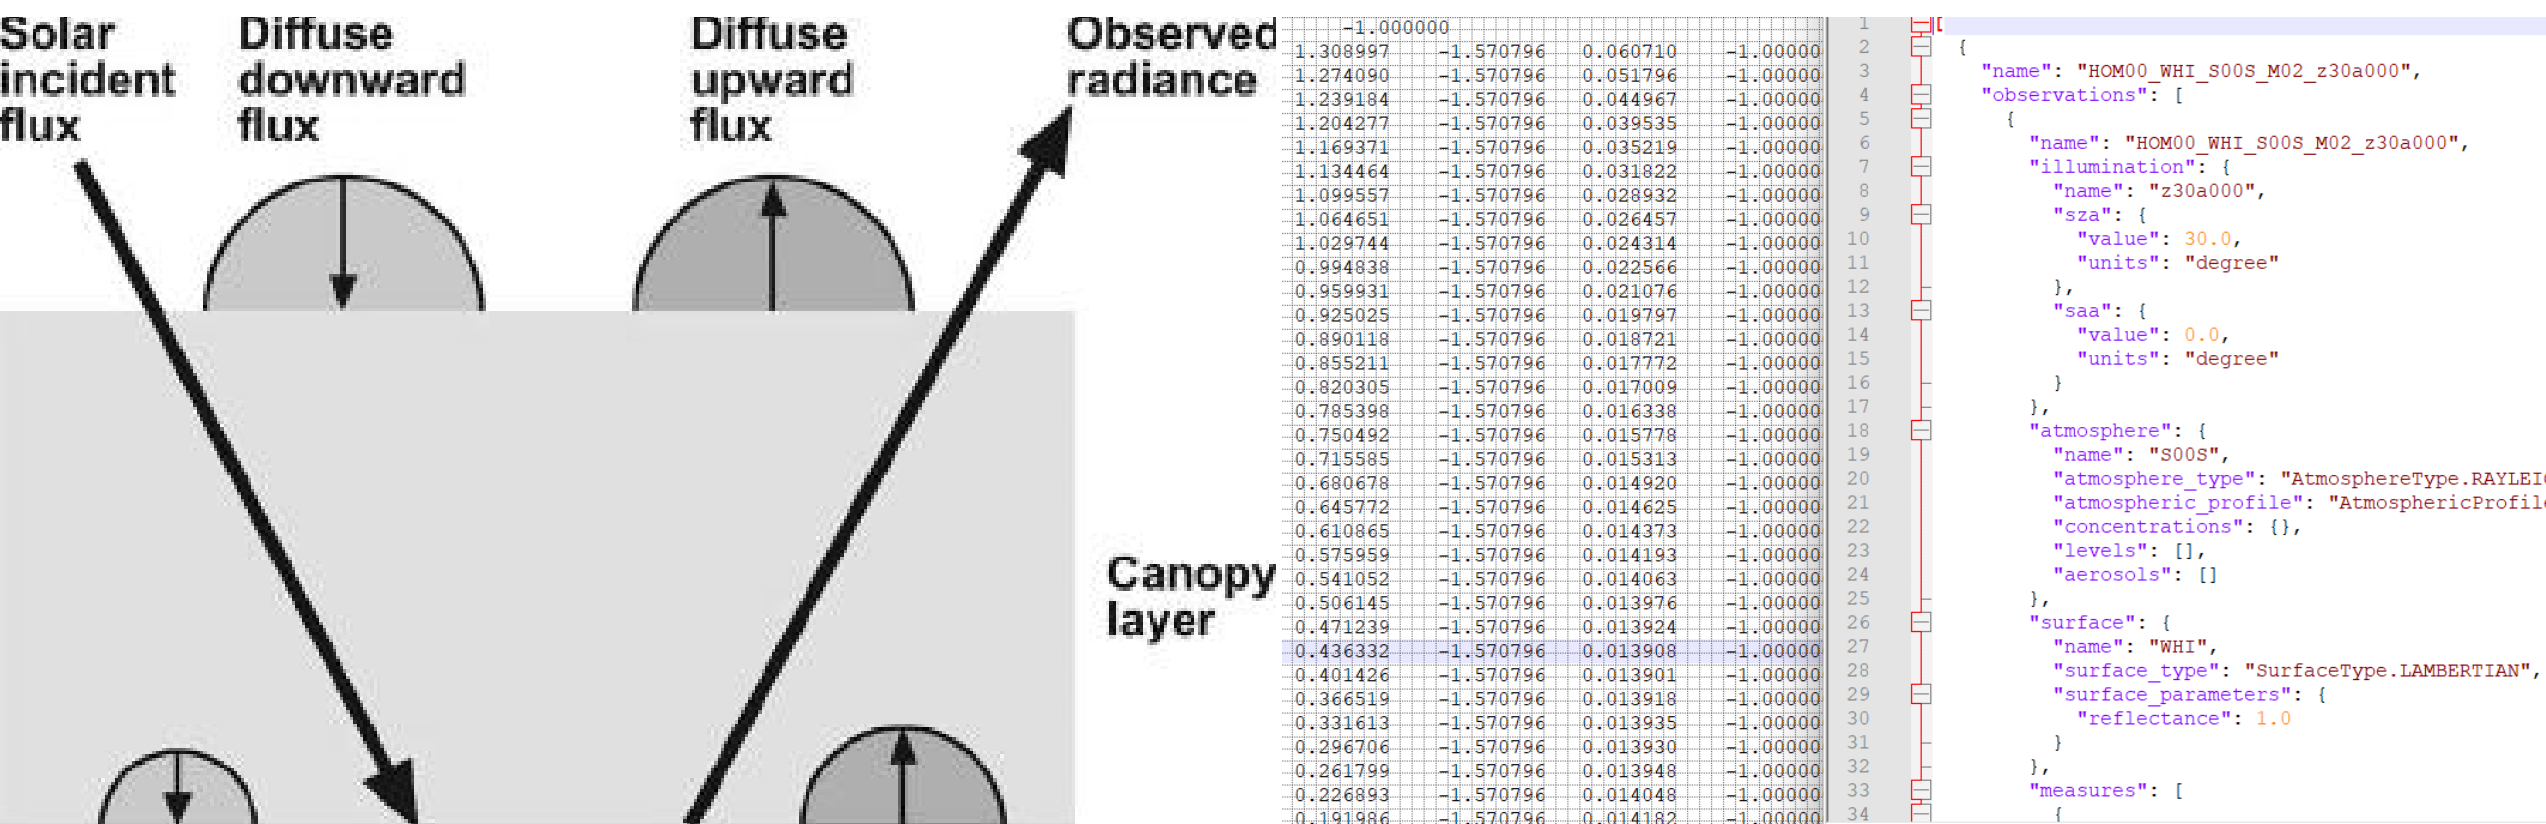 Solar
incident
flux
Diffuse
downward
flux
Diffuse
upward
flux
Observed
radiance
Canopy
layer
-1.000000
1.308997 -1.570796 0.060710 -1.00000
1.274090 -1.570796 0.051796 -1.00000
1.239184 -1.570796 0.044967 -1.00000
1.204277 -1.570796 0.039535 -1.00000
1.169371 -1.570796 0.035219 -1.00000
1.134464 -1.570796 0.031822 -1.00000
1.099557 -1.570796 0.028932 -1.00000
1.064651 -1.570796 0.026457 -1.00000
1.029744 -1.570796 0.024314 -1.00000
0.994838 -1.570796 0.022566 -1.00000
0.959931 -1.570796 0.021076 -1.00000
0.925025 -1.570796 0.019797 -1.00000
0.890118 -1.570796 0.018721 -1.00000
0.855211 -1.570796 0.017772 -1.00000
0.820305 -1.570796 0.017009 -1.00000
0.785398 -1.570796 0.016338 -1.00000
0.750492 -1.570796 0.015778 -1.00000
0.715585 -1.570796 0.015313 -1.00000
0.680678 -1.570796 0.014920 -1.00000
0.645772 -1.570796 0.014625 -1.00000
0.610865 -1.570796 0.014373 -1.00000
0.575959 -1.570796 0.014193 -1.00000
0.541052 -1.570796 0.014063 -1.00000
0.506145 -1.570796 0.013976 -1.00000
0.471239 -1.570796 0.013924 -1.00000
0.436332 -1.570796 0.013908 -1.00000
0.401426 -1.570796 0.013901 -1.00000
0.366519 -1.570796 0.013918 -1.00000
0.331613 -1.570796 0.013935 -1.00000
0.296706 -1.570796 0.013930 -1.00000
0.261799 -1.570796 0.013948 -1.00000
0.226893 -1.570796 0.014048 -1.00000
0.191986 -1.570796 0.014182 -1.00000
1 [
2 {
3 "name": "HOM00_WHI_S00S_M02_z30a000",
4 "observations": [
5 {
6 "name": "HOM00_WHI_S00S_M02_z30a000",
7 "illumination": {
8 "name": "z30a000",
9 "sza": {
10 "value": 30.0,
11 "units": "degree"
12 },
13 "saa": {
14 "value": 0.0,
15 "units": "degree"
16 }
17 },
18 "atmosphere": {
19 "name": "S00S",
20 "atmosphere_type": "AtmosphereType.RAYLEI
21 "atmospheric_profile": "AtmosphericProfil
22 "concentrations": {},
23 "levels": [],
24 "aerosols": []
25 },
26 "surface": {
27 "name": "WHI",
28 "surface_type": "SurfaceType.LAMBERTIAN",
29 "surface_parameters": {
30 "reflectance": 1.0
31 }
32 },
33 "measures": [
34 {